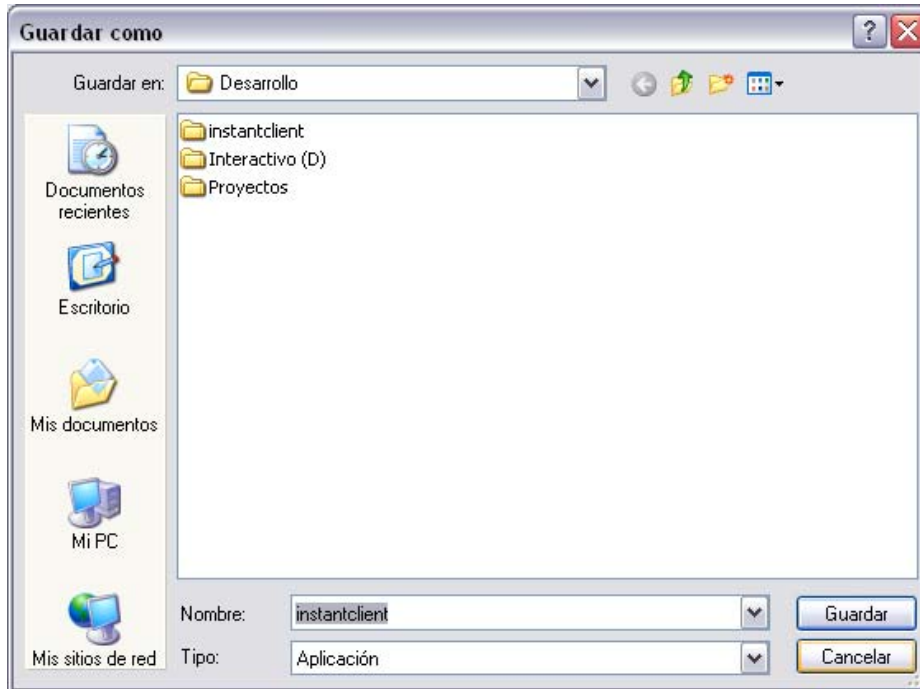 Guardar como
Guardar en: Desarrollo
instantclient
Interactivo (D)
Proyectos
Documentos
recientes
Escritorio
Mis documentos
Mi PC
Mis sitios de red
Nombre: instantclient Guardar
Tipo: Aplicación Cancelar